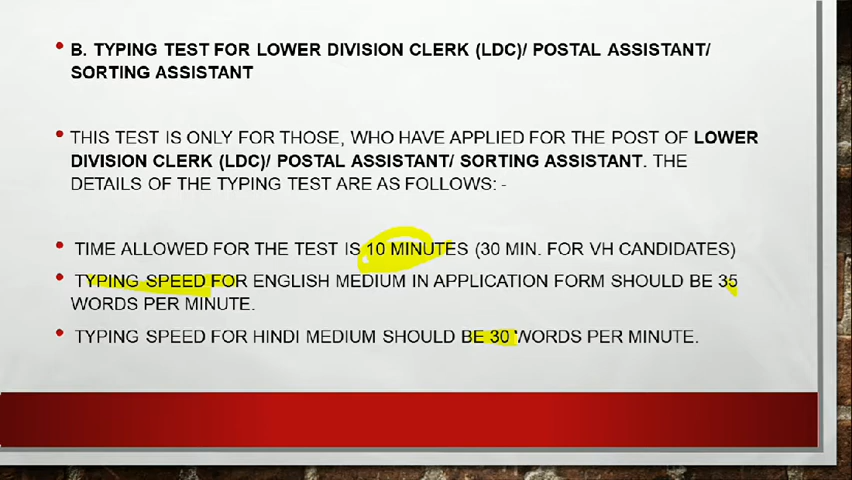 • B. TYPING TEST FOR LOWER DIVISION CLERK (LDC)/ POSTAL ASSISTANT/
SORTING ASSISTANT
• THIS TEST IS ONLY FOR THOSE, WHO HAVE APPLIED FOR THE POST OF LOWER
DIVISION CLERK (LDC)/ POSTAL ASSISTANT/ SORTING ASSISTANT. THE
DETAILS OF THE TYPING TEST ARE AS FOLLOWS: -
• TIME ALLOWED FOR THE TEST IS 10 MINUTES (30 MIN. FOR VH CANDIDATES)
• TYPING SPEED FOR ENGLISH MEDIUM IN APPLICATION FORM SHOULD BE 35
WORDS PER MINUTE.
• TYPING SPEED FOR HINDI MEDIUM SHOULD BE 30 WORDS PER MINUTE.